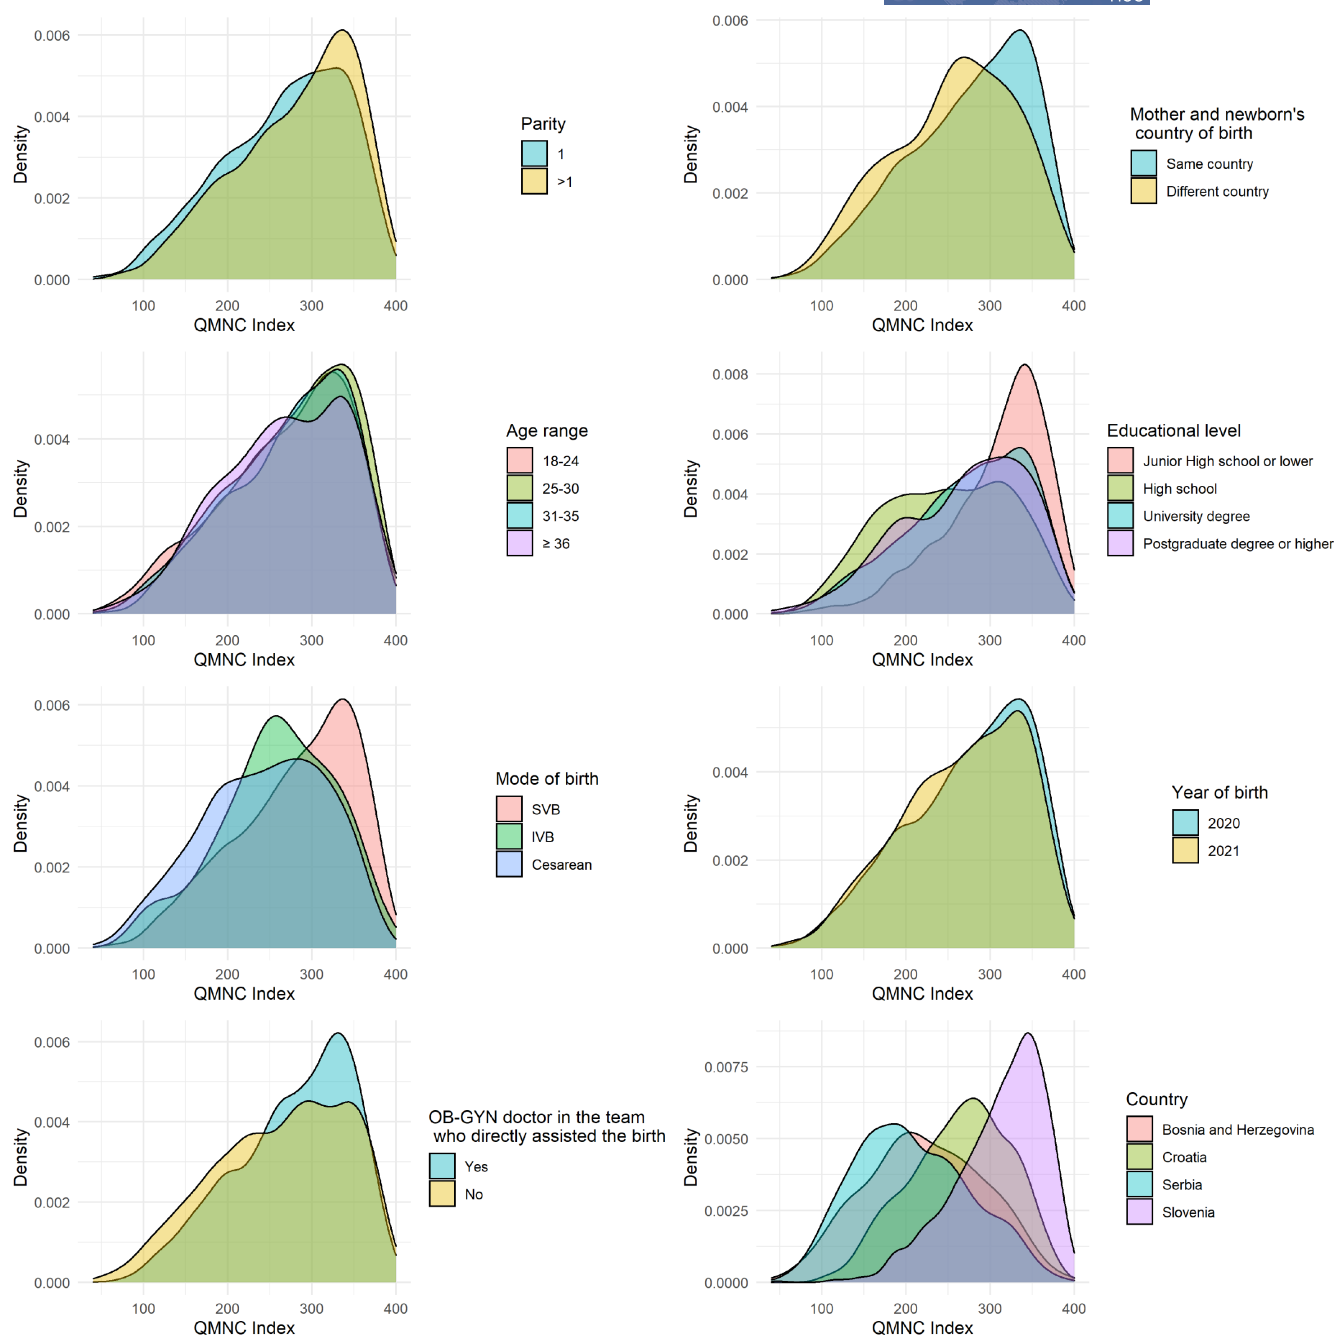 0.006
0.004
0.002
0.000
Density
100 200 300 400
QMNC Index
Parity
1
>1
0.006
0.004
0.002
0.000
Density
100 200 300 400
QMNC Index
Mother and newborn's
country of birth
Same country
Different country
0.004
0.002
0.000
Density
100 200 300 400
QMNC Index
Age range
18-24
25-30
31-35
≥ 36
0.008
0.006
0.004
0.002
0.000
Density
100 200 300 400
QMNC Index
Educational level
Junior High school or lower
High school
University degree
Postgraduate degree or higher
0.006
0.004
0.002
0.000
Density
100 200 300 400
QMNC Index
Mode of birth
SVB
IVB
Cesarean
0.004
0.002
0.000
Density
100 200 300 400
QMNC Index
Year of birth
2020
2021
0.006
0.004
0.002
0.000
Density
100 200 300 400
QMNC Index
OB-GYN doctor in the team
who directly assisted the birth
Yes
No
0.0075
0.0050
0.0025
0.0000
Density
100 200 300 400
QMNC Index
Country
Bosnia and Herzegovina
Croatia
Serbia
Slovenia